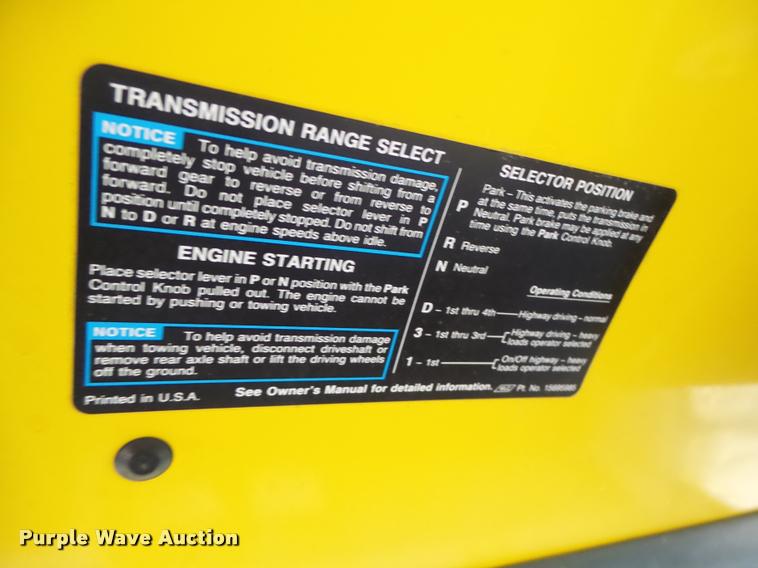 TRANSMISSION RANGE SELECT
NOTICE To help avoid transmission damage,
completely stop vehicle before shifting from a
forward gear to reverse or from reverse to
forward. Do not place selector lever in P
position until completely stopped. Do not shift from
N to D or R at engine speeds above idle.
ENGINE STARTING
Place selector lever in P or N position with the Park
Control Knob pulled out. The engine cannot be
started by pushing or towing vehicle.
NOTICE To help avoid transmission damage
when towing vehicle, disconnect driveshaft or
remove rear axle shaft or lift the driving wheels
off the ground.
SELECTOR POSITION
Park – This activates the parking brake and
P at the same time, puts the transmission in
Neutral. Park brake may be applied at any
time using the Park Control Knob.
R Reverse
N Neutral
Operating Conditions
D – 1st thru 4th — Highway driving – normal
3 – 1st thru 3rd — Highway driving – heavy
loads operator selected
1 – 1st — On/Off highway – heavy
loads operator selected
Printed in U.S.A. See Owner's Manual for detailed information. Pt. No.
Purple Wave Auction